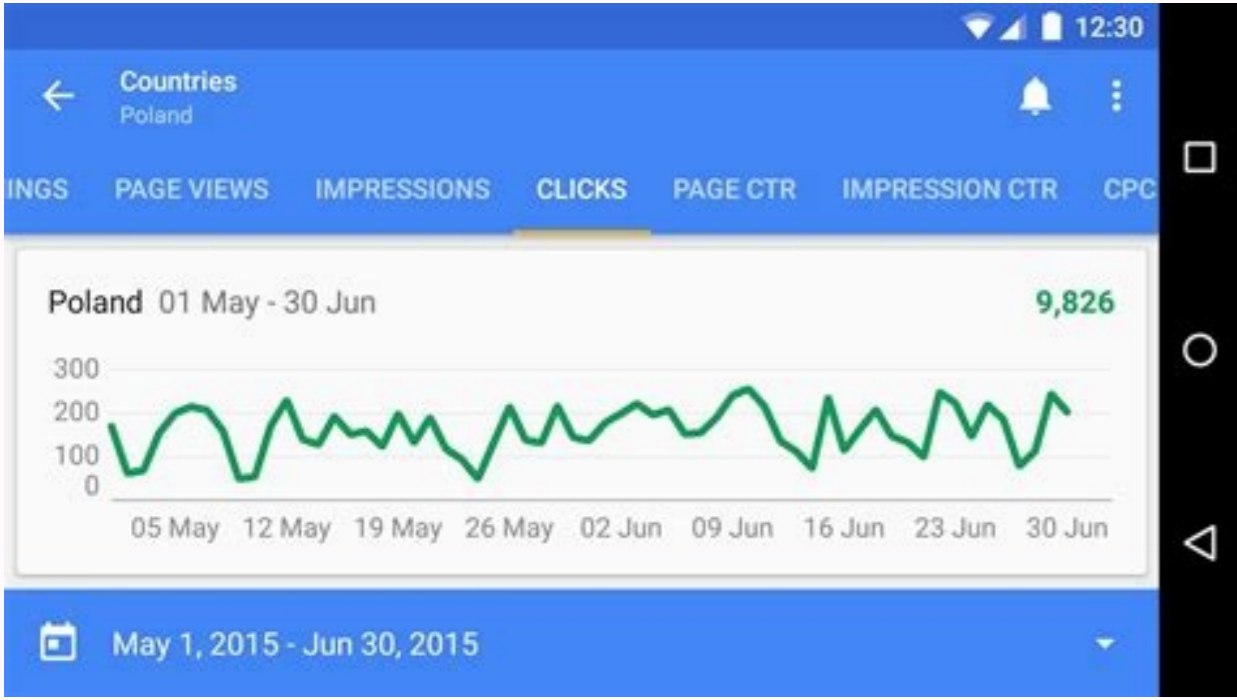 12:30
Countries
Poland
INGS PAGE VIEWS IMPRESSIONS CLICKS PAGE CTR IMPRESSION CTR CPC
Poland 01 May - 30 Jun 9,826
300
200
100
0
05 May 12 May 19 May 26 May 02 Jun 09 Jun 16 Jun 23 Jun 30 Jun
May 1, 2015 - Jun 30, 2015